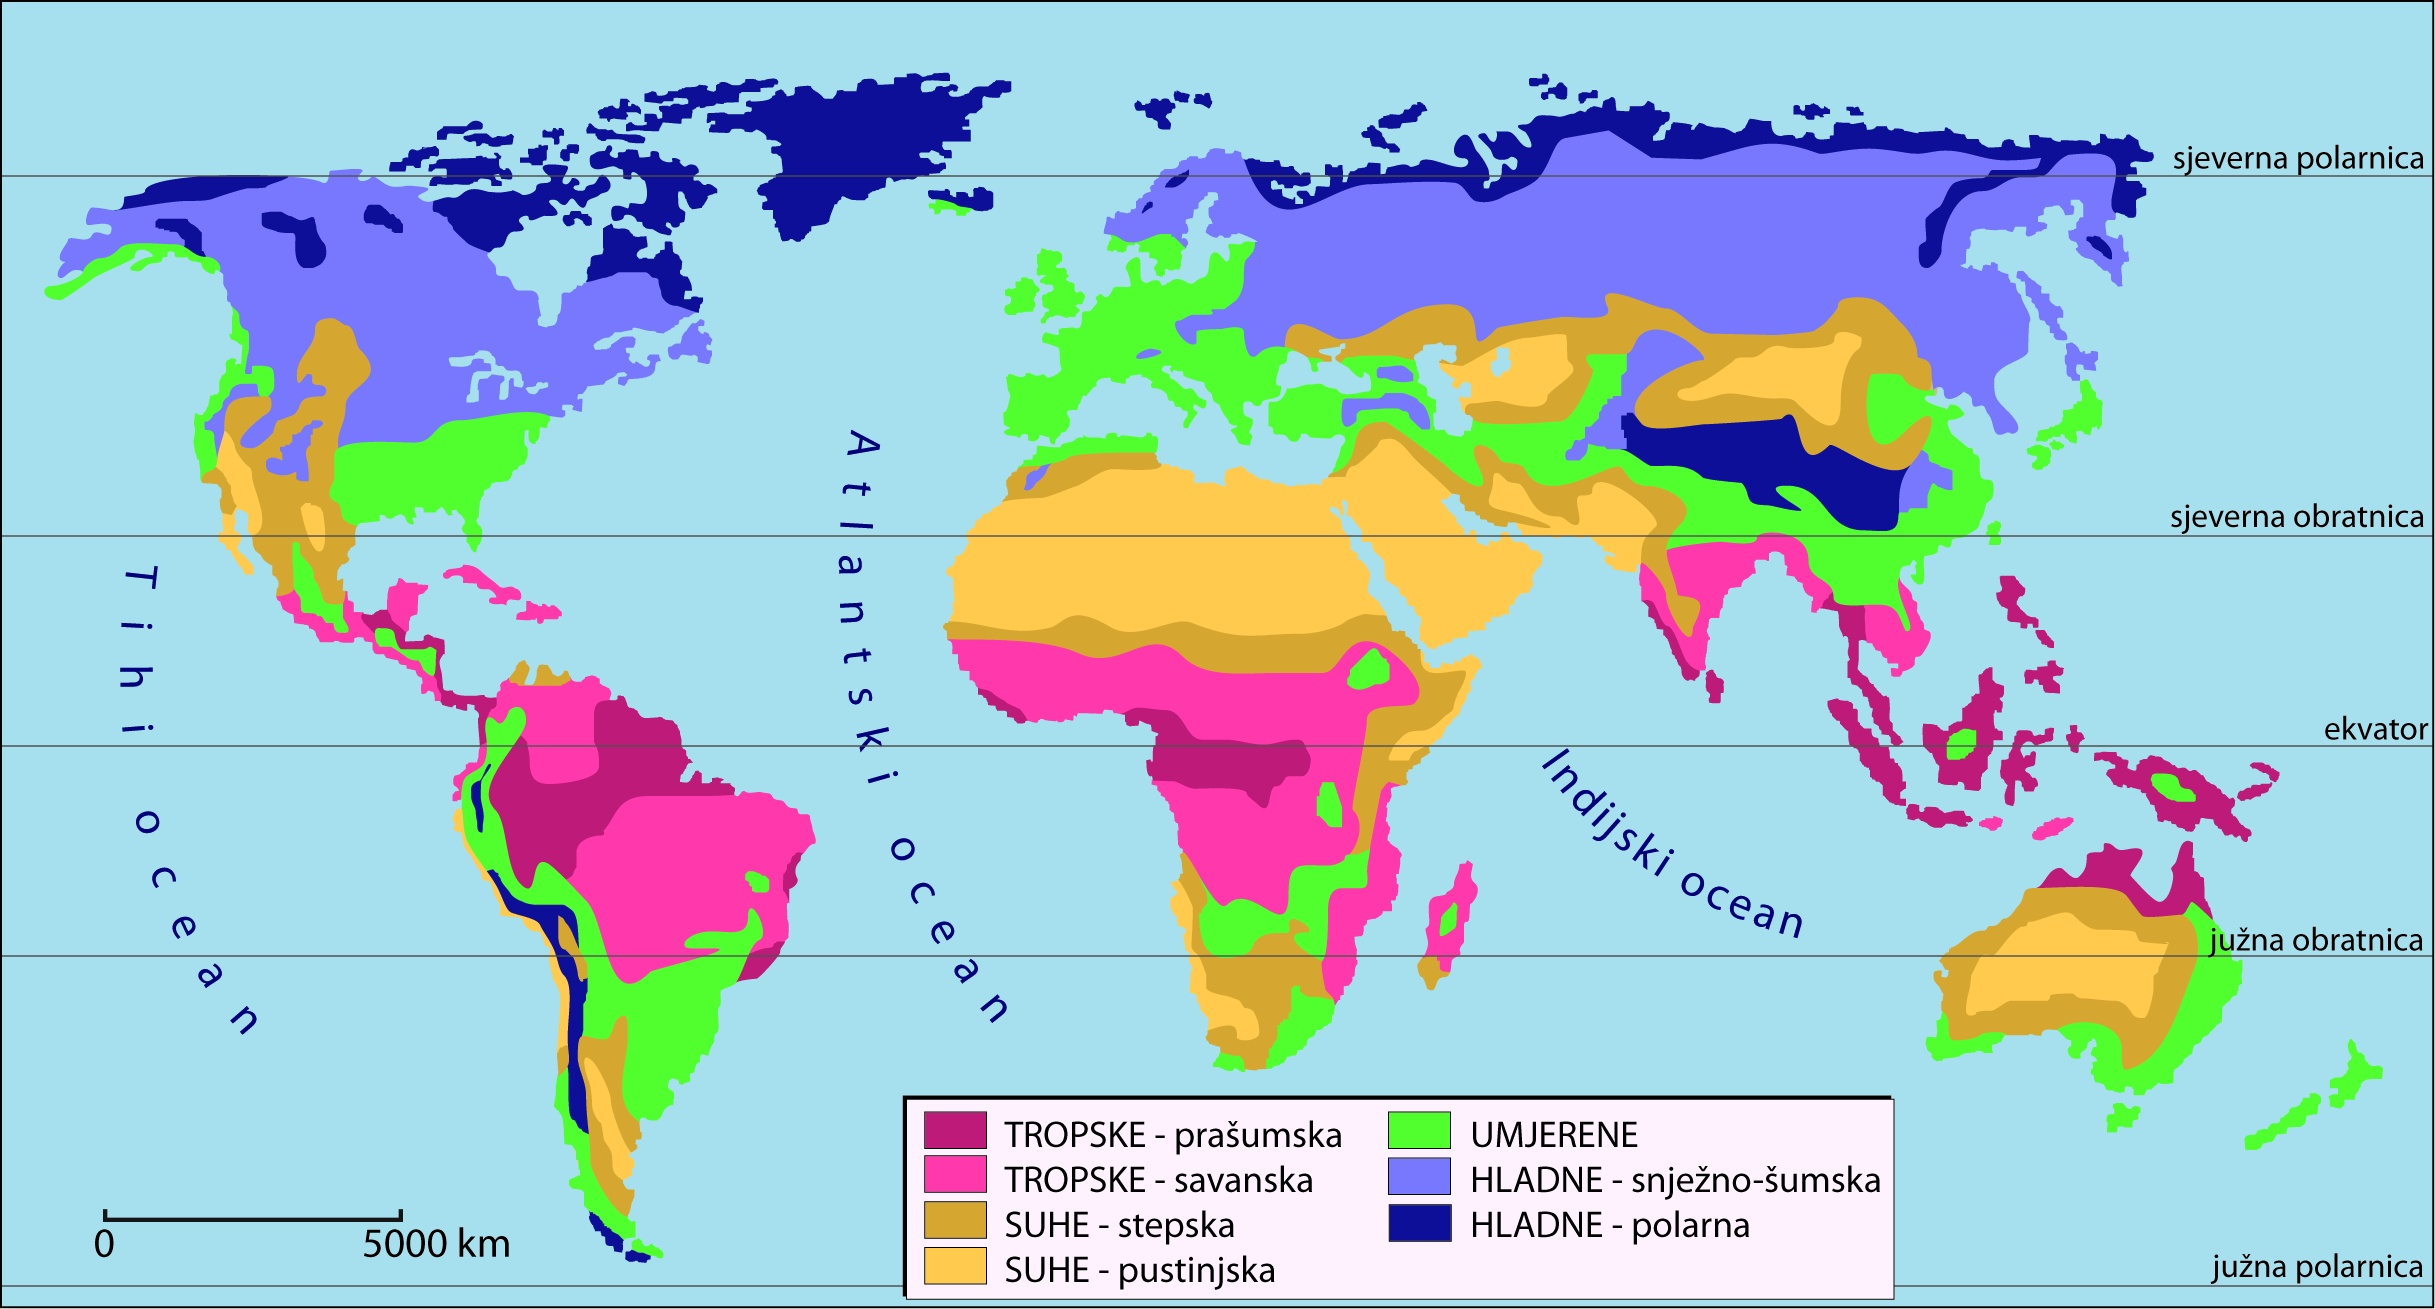 sjeverna polarnica
sjeverna obratnica
ekvator
južna obratnica
južna polarnica
Tihi ocean
Atlantski ocean
Indijski ocean
TROPSKE - prašumska
TROPSKE - savanska
SUHE - stepska
SUHE - pustinjska
UMJERENE
HLADNE - snježno-šumska
HLADNE - polarna
0 5000 km